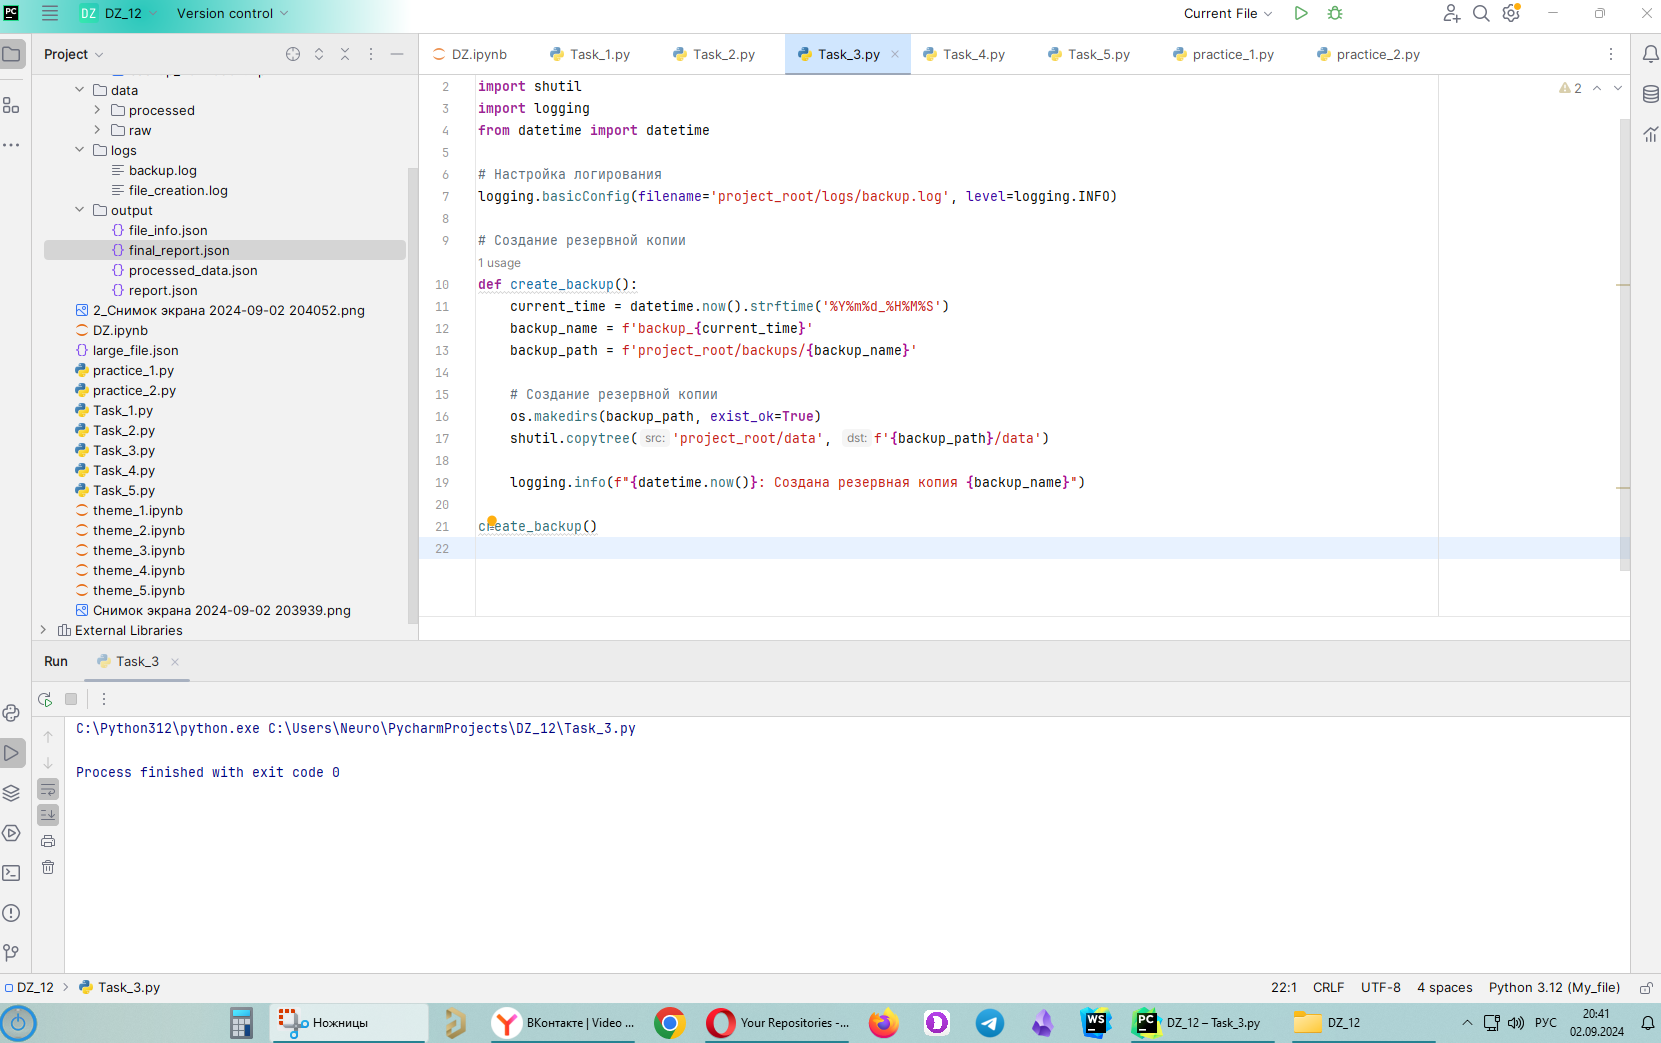 PC DZ DZ_12 Version control Current File
Project
DZ.ipynb Task_1.py Task_2.py Task_3.py Task_4.py Task_5.py practice_1.py practice_2.py
data
processed
raw
logs
backup.log
file_creation.log
output
file_info.json
final_report.json
processed_data.json
report.json
2_Снимок экрана 2024-09-02 204052.png
DZ.ipynb
large_file.json
practice_1.py
practice_2.py
Task_1.py
Task_2.py
Task_3.py
Task_4.py
Task_5.py
theme_1.ipynb
theme_2.ipynb
theme_3.ipynb
theme_4.ipynb
theme_5.ipynb
Снимок экрана 2024-09-02 203939.png
External Libraries
2
2 import shutil
3 import logging
4 from datetime import datetime
5
6 # Настройка логирования
7 logging.basicConfig(filename='project_root/logs/backup.log', level=logging.INFO)
8
9 # Создание резервной копии
1 usage
10 def create_backup():
11 current_time = datetime.now().strftime('%Y%m%d_%H%M%S')
12 backup_name = f'backup_{current_time}'
13 backup_path = f'project_root/backups/{backup_name}'
14
15 # Создание резервной копии
16 os.makedirs(backup_path, exist_ok=True)
17 shutil.copytree( src: 'project_root/data', dst: f'{backup_path}/data')
18
19 logging.info(f"{datetime.now()}: Создана резервная копия {backup_name}")
20
21 create_backup()
22
Run Task_3
C:\Python312\python.exe C:\Users\Neuro\PycharmProjects\DZ_12\Task_3.py
Process finished with exit code 0
DZ_12 Task_3.py 22:1 CRLF UTF-8 4 spaces Python 3.12 (My_file)
Ножницы ВКонтакте | Video ... Your Repositories -... WS PC DZ_12 – Task_3.py DZ_12 РУС 20:41
02.09.2024